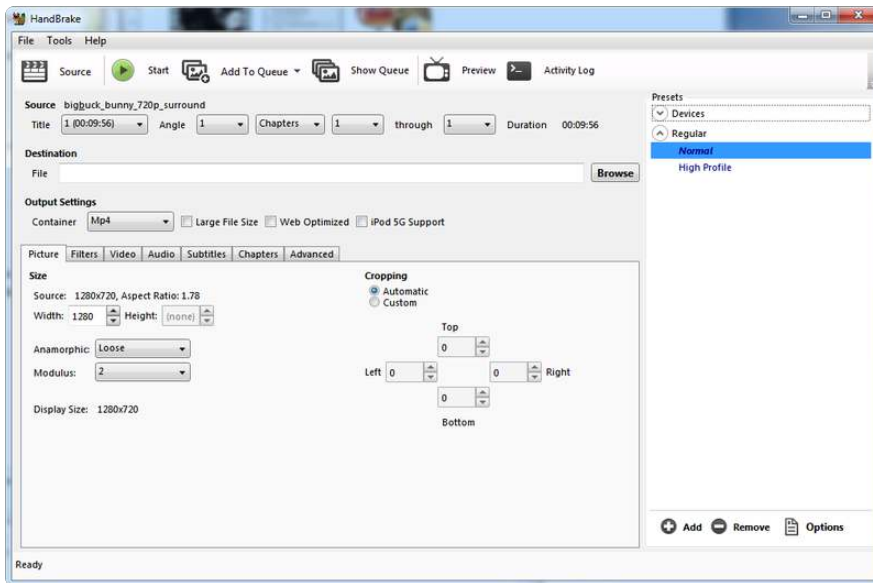 HandBrake
File Tools Help
Source Start Add To Queue Show Queue Preview Activity Log
Source bigbuck_bunny_720p_surround
Title 1 (00:09:56) Angle 1 Chapters 1 through 1 Duration 00:09:56
Destination
File Browse
Output Settings
Container Mp4 Large File Size Web Optimized iPod 5G Support
Picture Filters Video Audio Subtitles Chapters Advanced
Size
Source: 1280x720, Aspect Ratio: 1.78
Width: 1280 Height: (none)
Anamorphic: Loose
Modulus: 2
Display Size: 1280x720
Cropping
Automatic
Custom
Top
0
Left 0 0 Right
0
Bottom
Presets
Devices
Regular
Normal
High Profile
Add Remove Options
Ready